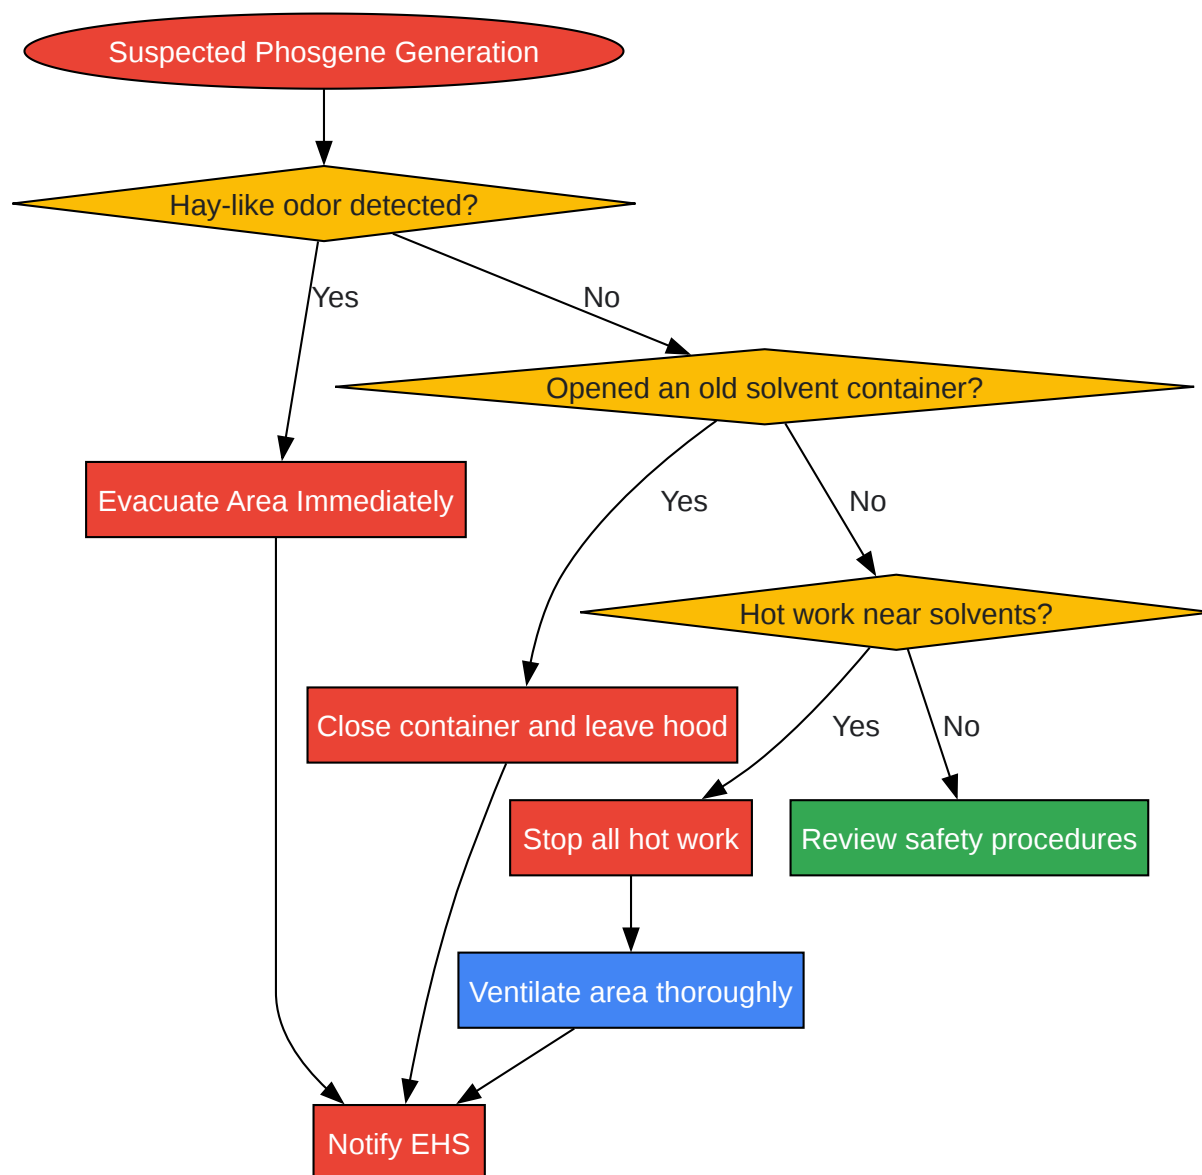 Suspected Phosgene Generation
Hay-like odor detected?
Yes
No
Opened an old solvent container?
Evacuate Area Immediately
Yes
No
Hot work near solvents?
Close container and leave hood
Yes
No
Stop all hot work
Review safety procedures
Ventilate area thoroughly
Notify EHS